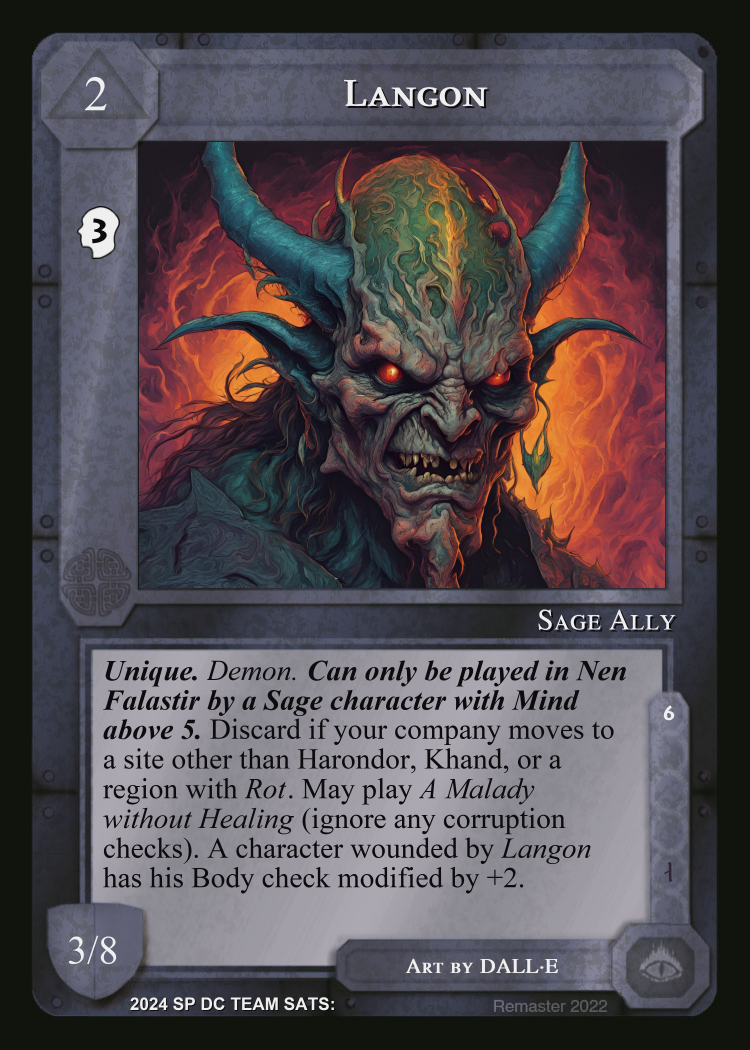 2
LANGON
3
SAGE ALLY
Unique. Demon. Can only be played in Nen
Falastir by a Sage character with Mind
above 5. Discard if your company moves to
a site other than Harondor, Khand, or a
region with Rot. May play A Malady
without Healing (ignore any corruption
checks). A character wounded by Langon
has his Body check modified by +2.
6
3/8
ART BY DALL·E
2024 SP DC TEAM SATS:
Remaster 2022